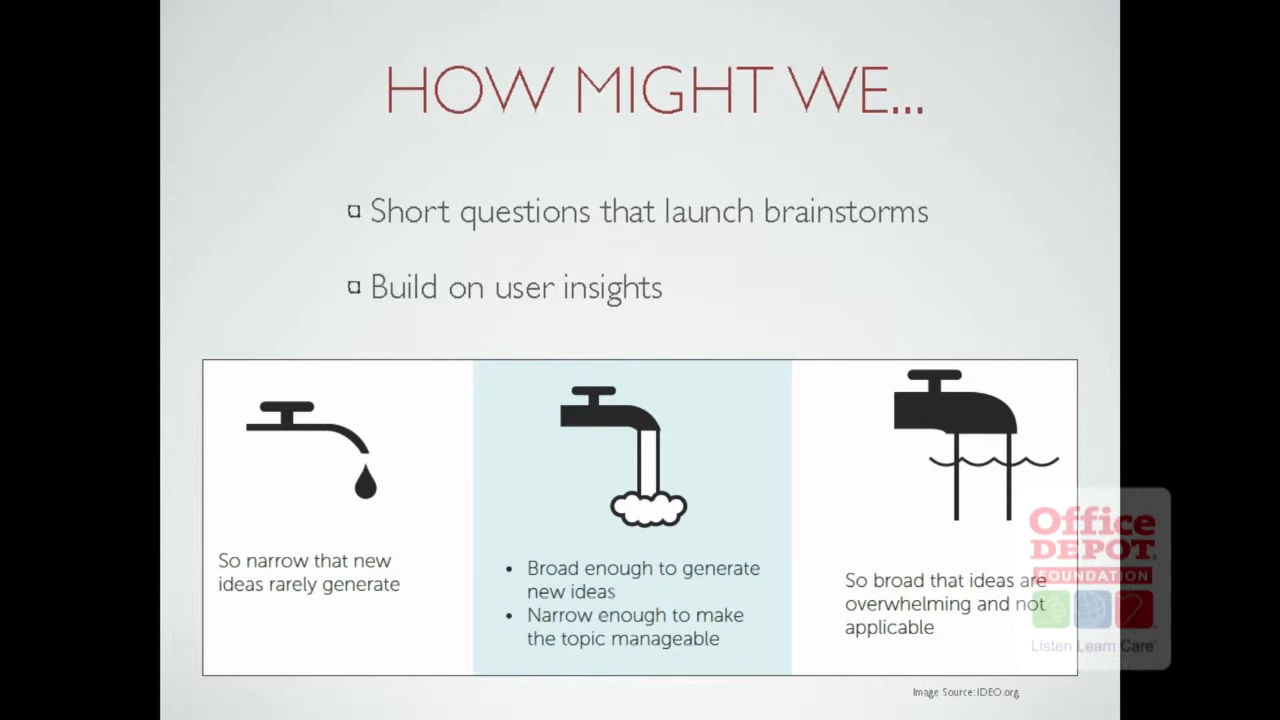 HOW MIGHT WE...
Short questions that launch brainstorms
Build on user insights
So narrow that new
ideas rarely generate
• Broad enough to generate
new ideas
• Narrow enough to make
the topic manageable
So broad that ideas are
overwhelming and not
applicable
Image Source: IDEO.org
Office
DEPOT
FOUNDATION
Listen Learn Care